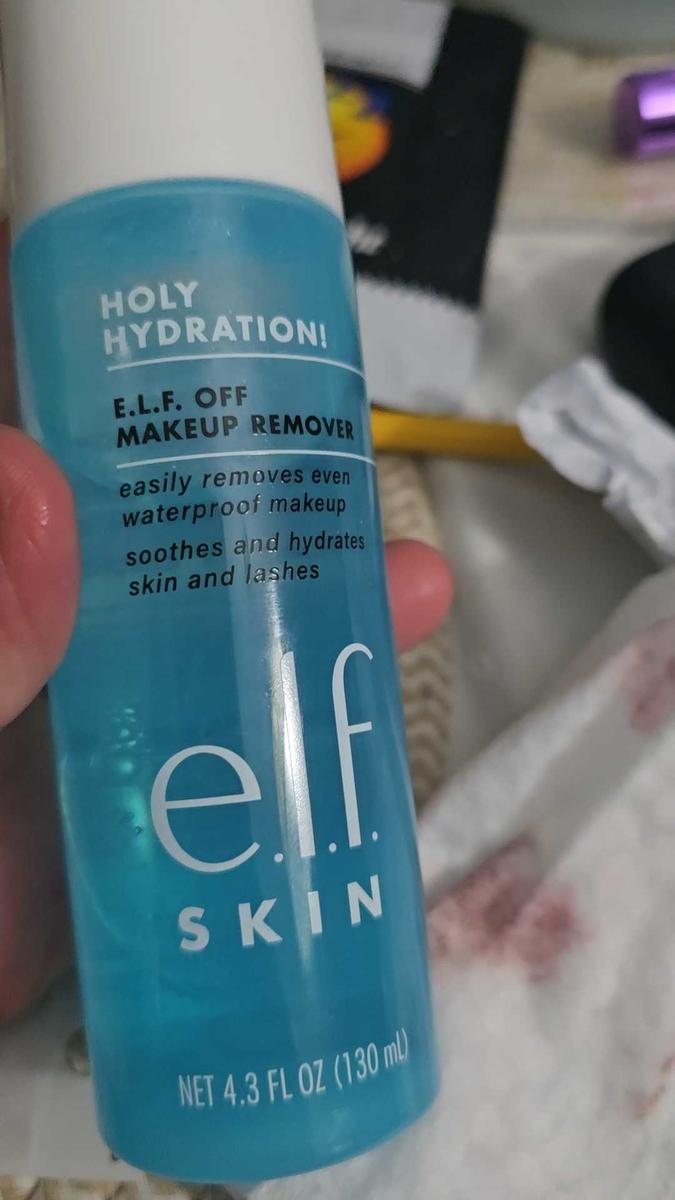 HOLY
HYDRATION!
E.L.F. OFF
MAKEUP REMOVER
easily removes even
waterproof makeup
soothes and hydrates
skin and lashes
e.l.f.
SKIN
NET 4.3 FL OZ (130 mL)